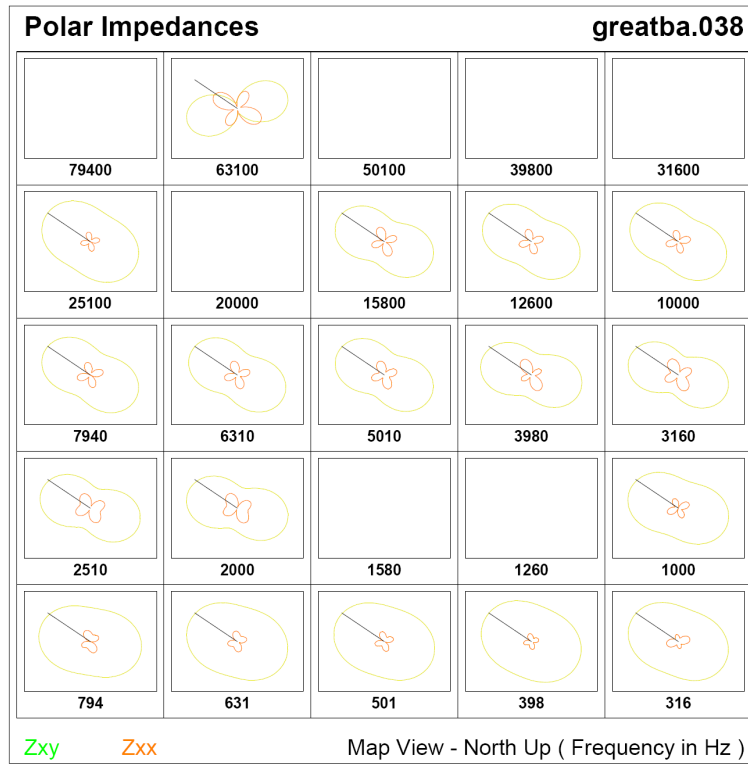 Polar Impedances greatba.038
79400 63100 50100 39800 31600
25100 20000 15800 12600 10000
7940 6310 5010 3980 3160
2510 2000 1580 1260 1000
794 631 501 398 316
Zxy Zxx Map View - North Up ( Frequency in Hz )